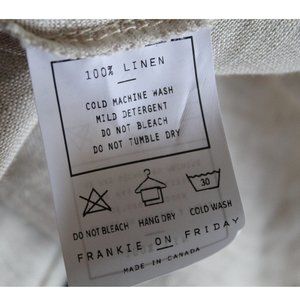 100% LINEN
COLD MACHINE WASH
MILD DETERGENT
DO NOT BLEACH
DO NOT TUMBLE DRY
30
DO NOT BLEACH HANG DRY COLD WASH
FRANKIE ON FRIDAY
MADE IN CANADA